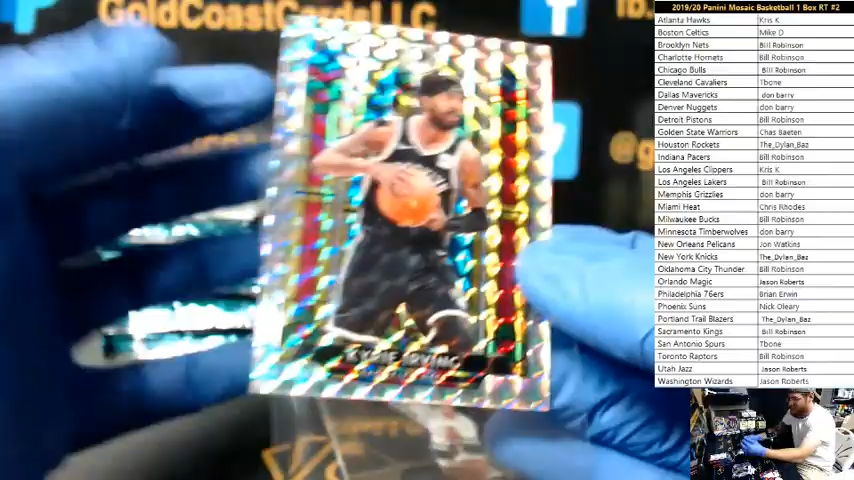 GoldCoastCardsLLC
fb.
@g
KYRIE IRVING
2019/20 Panini Mosaic Basketball 1 Box RT #2
Atlanta Hawks Kris K
Boston Celtics Mike D
Brooklyn Nets Bill Robinson
Charlotte Hornets Bill Robinson
Chicago Bulls Bill Robinson
Cleveland Cavaliers Tbone
Dallas Mavericks don barry
Denver Nuggets don barry
Detroit Pistons Bill Robinson
Golden State Warriors Chas Baeten
Houston Rockets The_Dylan_Baz
Indiana Pacers Bill Robinson
Los Angeles Clippers Kris K
Los Angeles Lakers Bill Robinson
Memphis Grizzlies don barry
Miami Heat Chris Rhodes
Milwaukee Bucks Bill Robinson
Minnesota Timberwolves don barry
New Orleans Pelicans Jon Watkins
New York Knicks The_Dylan_Baz
Oklahoma City Thunder Bill Robinson
Orlando Magic Jason Roberts
Philadelphia 76ers Brian Erwin
Phoenix Suns Nick Oleary
Portland Trail Blazers The_Dylan_Baz
Sacramento Kings Bill Robinson
San Antonio Spurs Tbone
Toronto Raptors Bill Robinson
Utah Jazz Jason Roberts
Washington Wizards Jason Roberts